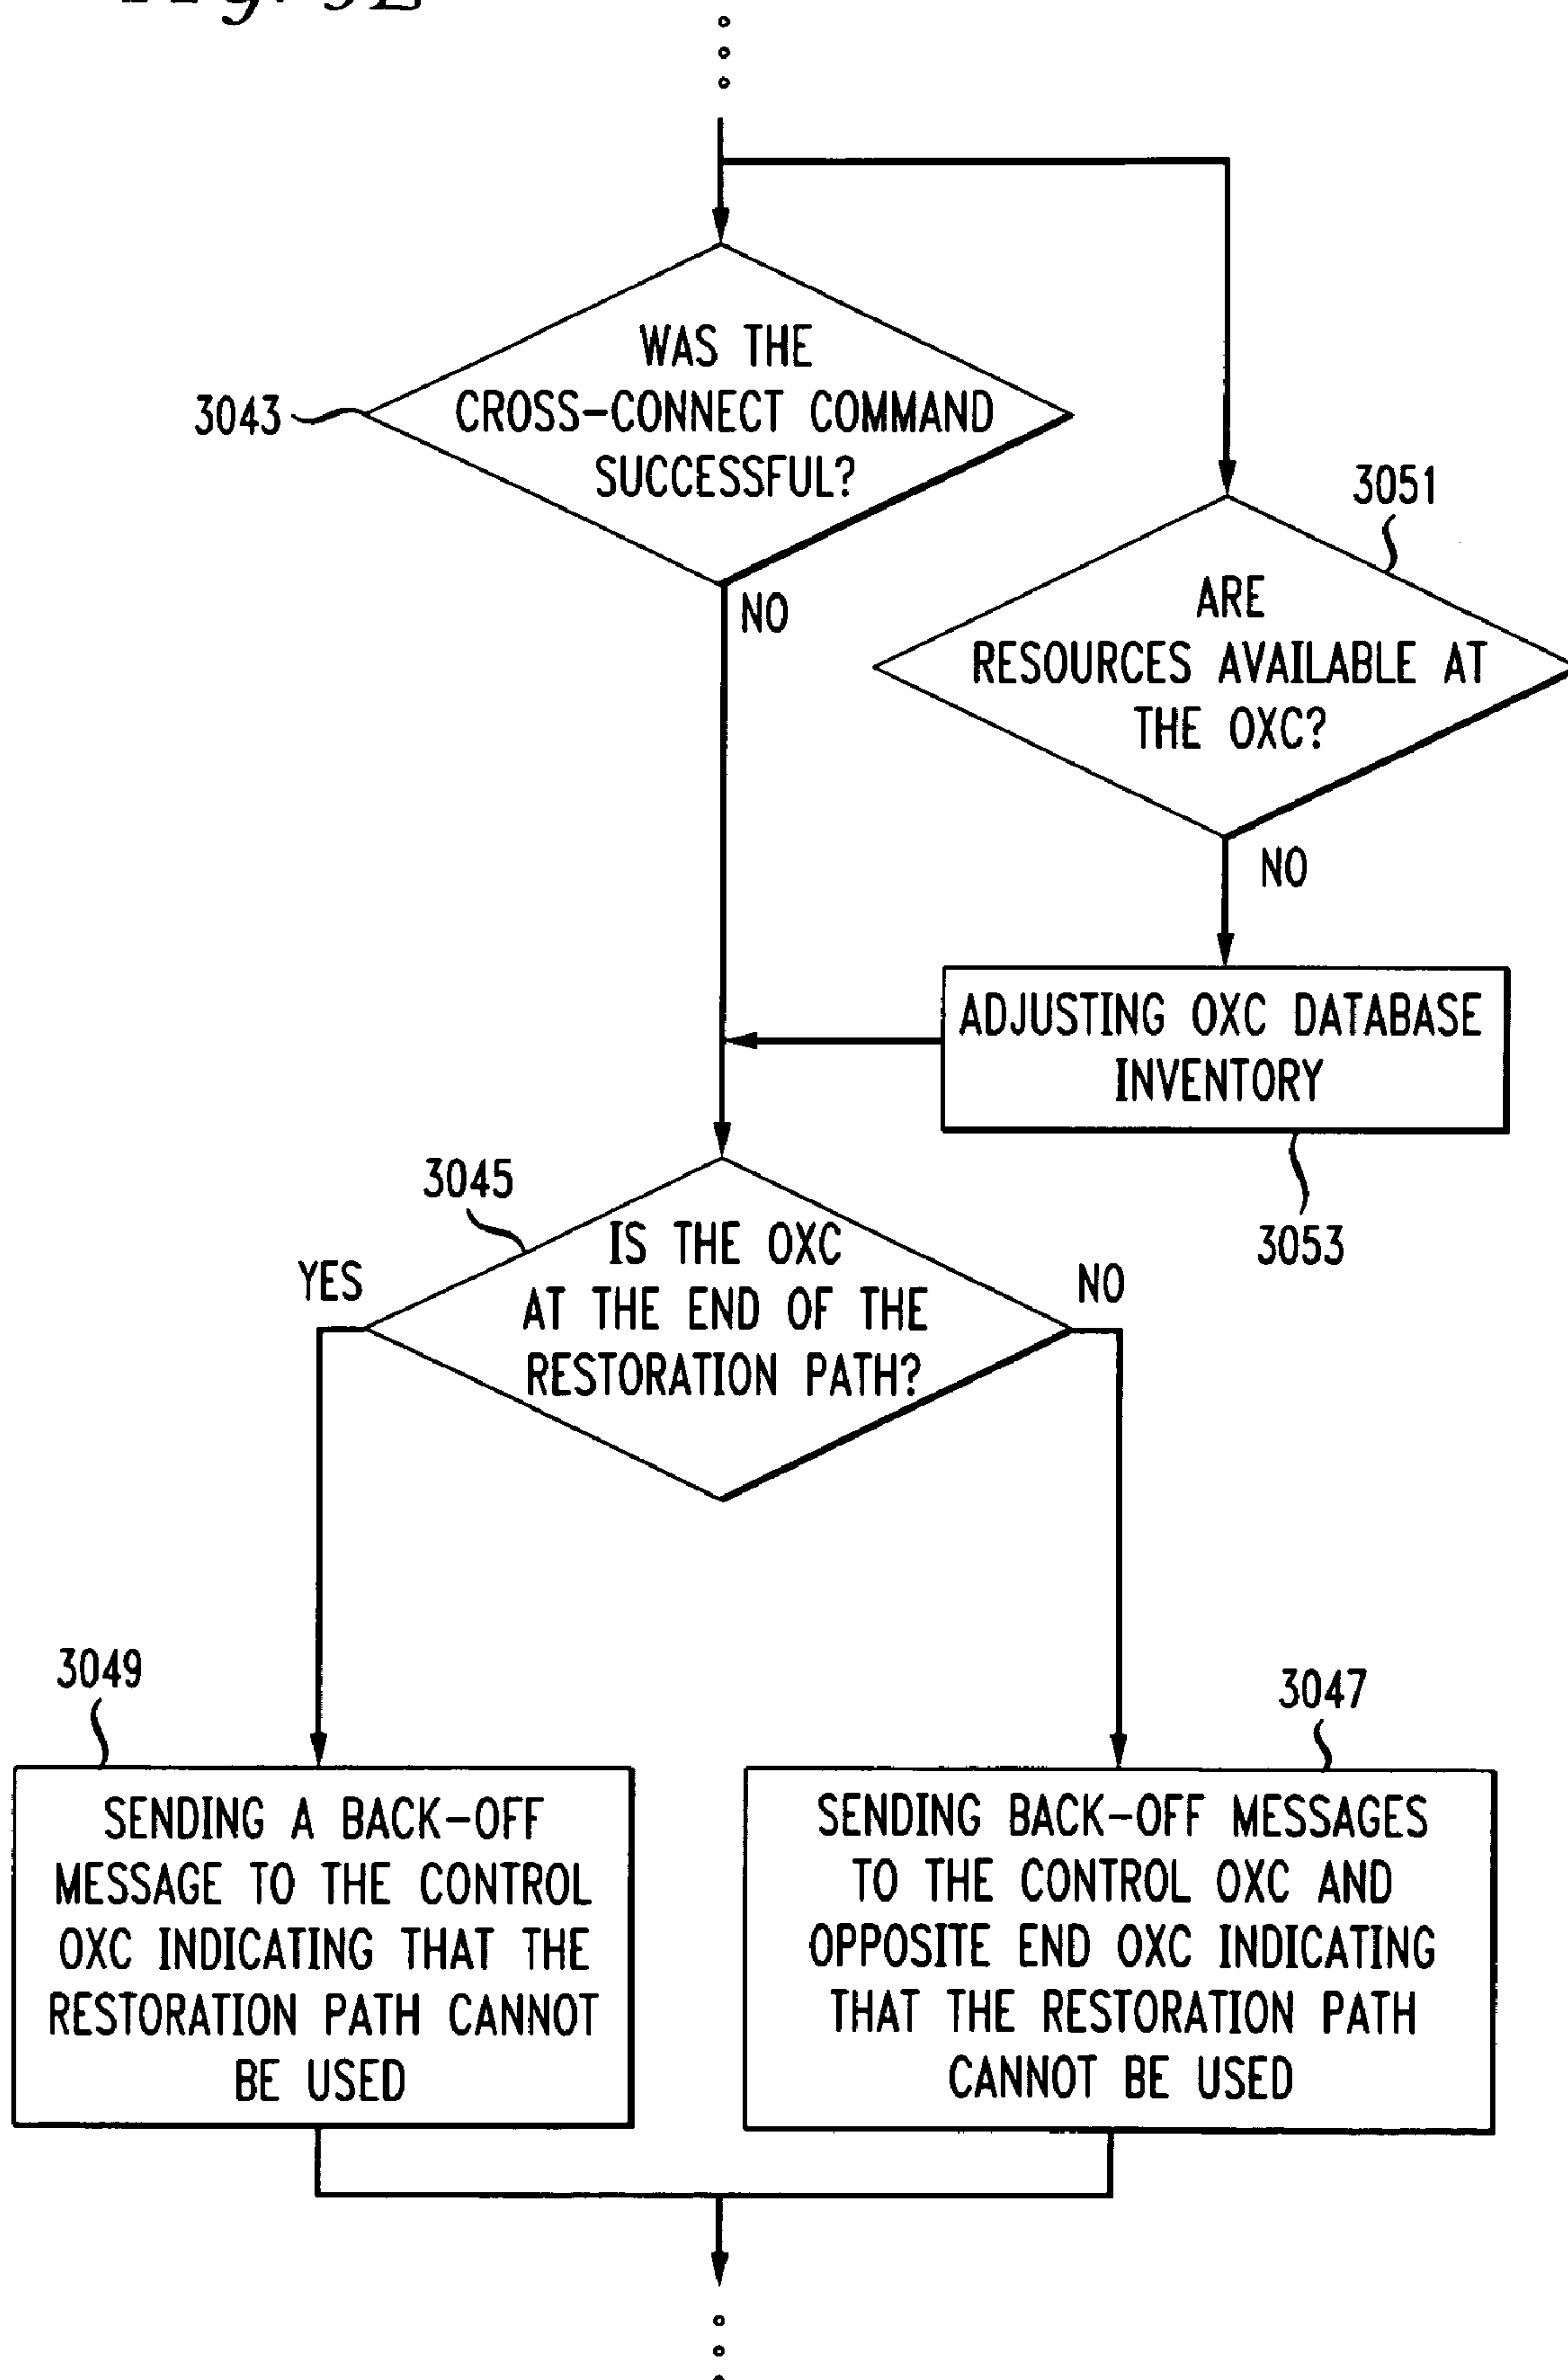 WAS THE
CROSS-CONNECT COMMAND
SUCCESSFUL?
3043
NO
3051
ARE
RESOURCES AVAILABLE AT
THE OXC?
NO
ADJUSTING OXC DATABASE
INVENTORY
3053
3045
IS THE OXC
AT THE END OF THE
RESTORATION PATH?
YES
NO
3049
SENDING A BACK-OFF
MESSAGE TO THE CONTROL
OXC INDICATING THAT THE
RESTORATION PATH CANNOT
BE USED
3047
SENDING BACK-OFF MESSAGES
TO THE CONTROL OXC AND
OPPOSITE END OXC INDICATING
THAT THE RESTORATION PATH
CANNOT BE USED